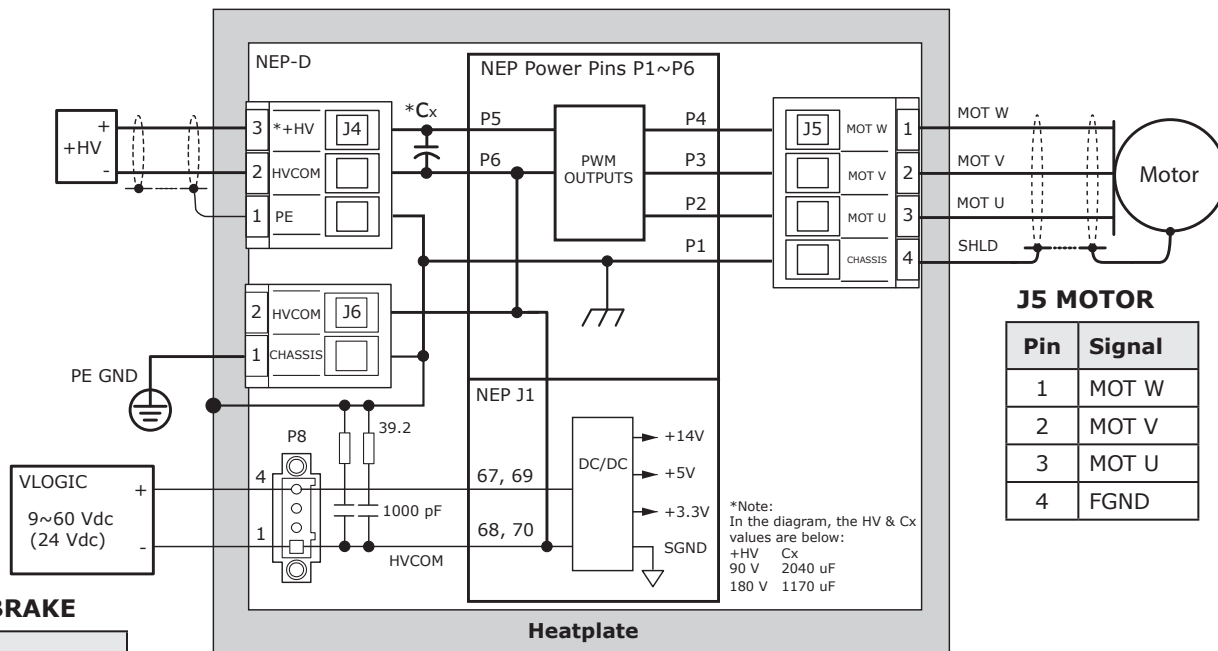 NEP-D
NEP Power Pins P1~P6
+
+HV
-
3 *+HV J4
2 HVCOM
1 PE
*Cx
P5
P6
PWM
OUTPUTS
P4
P3
P2
P1
J5 MOT W 1
MOT V 2
MOT U 3
CHASSIS 4
MOT W
MOT V
MOT U
SHLD
Motor
2 HVCOM J6
1 CHASSIS
PE GND
NEP J1
P8
39.2
4
1
1000 pF
HVCOM
67, 69
68, 70
DC/DC
+14V
+5V
+3.3V
SGND
VLOGIC
+
9~60 Vdc
(24 Vdc)
-
*Note:
In the diagram, the HV & Cx
values are below:
+HV Cx
90 V 2040 uF
180 V 1170 uF
J5 MOTOR
Pin Signal
1 MOT W
2 MOT V
3 MOT U
4 FGND
Heatplate
BRAKE